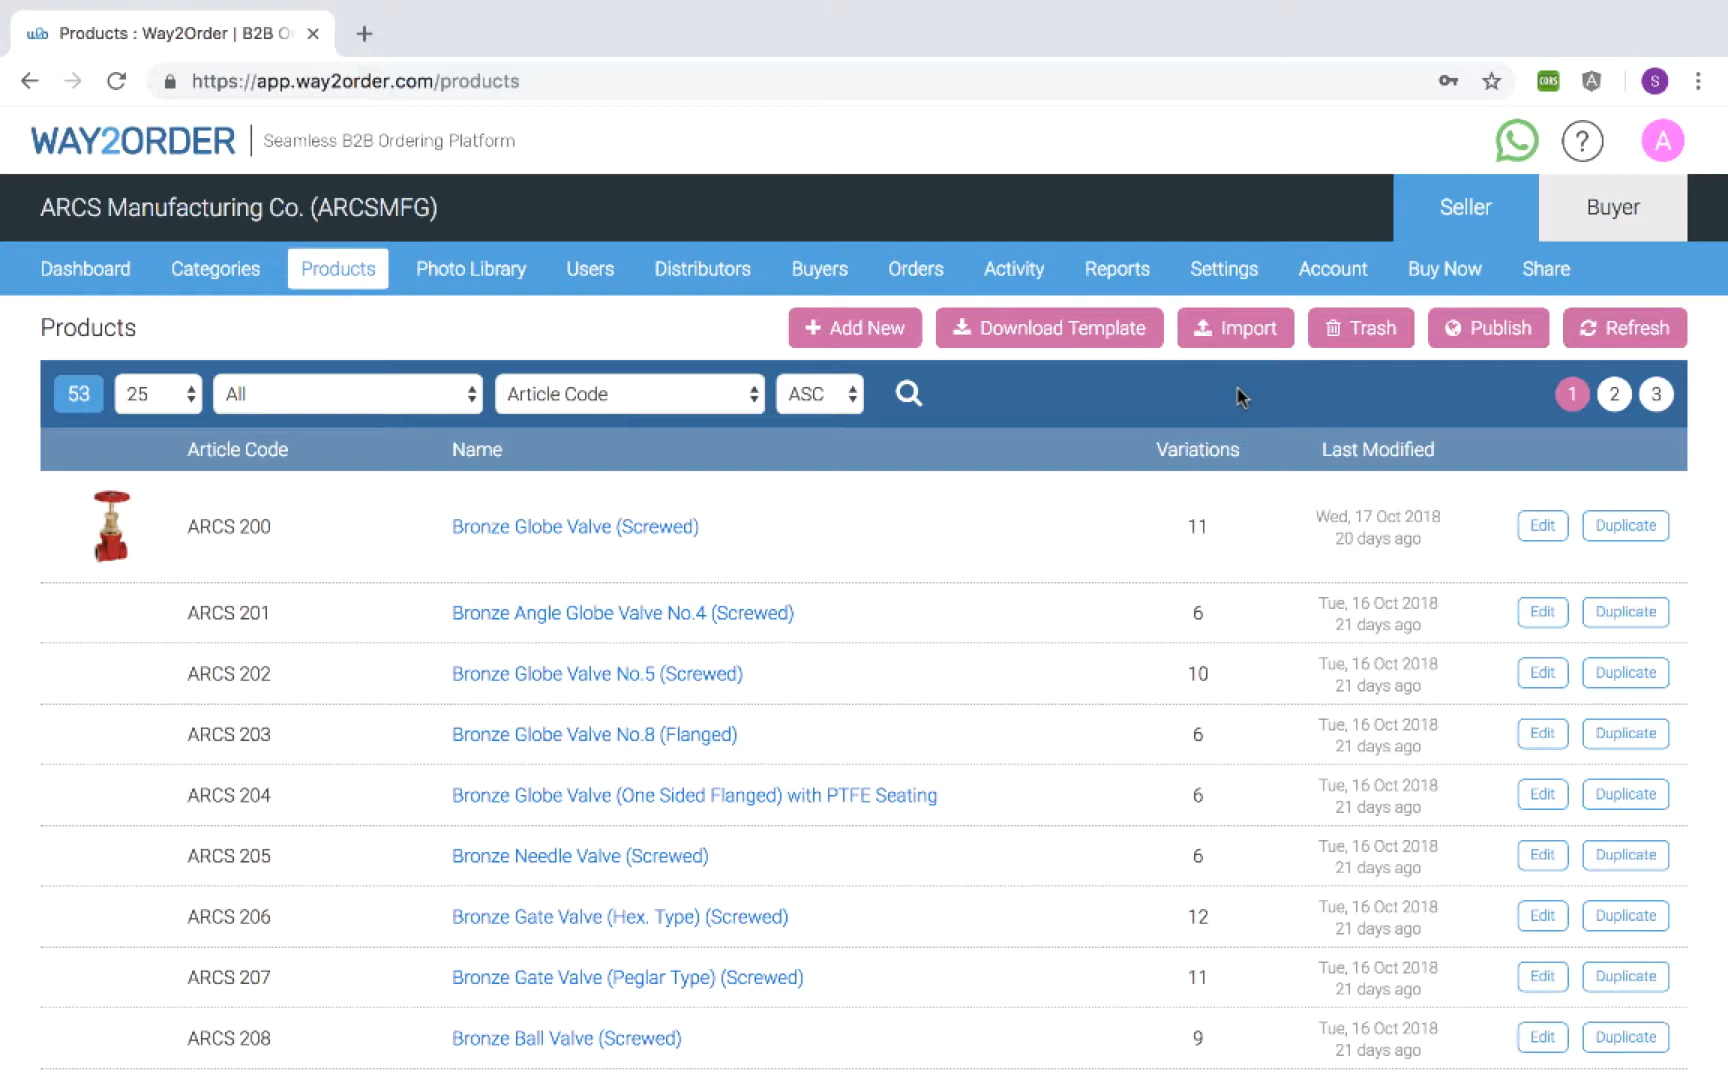 Products : Way2Order | B2B O
https://app.way2order.com/products
CORS
A
S
WAY2ORDER
Seamless B2B Ordering Platform
?
A
ARCS Manufacturing Co. (ARCSMFG)
Seller
Buyer
Dashboard
Categories
Products
Photo Library
Users
Distributors
Buyers
Orders
Activity
Reports
Settings
Account
Buy Now
Share
Products
Add New
Download Template
Import
Trash
Publish
Refresh
53
25
All
Article Code
ASC
1
2
3
Article Code
Name
Variations
Last Modified
ARCS 200
Bronze Globe Valve (Screwed)
11
Wed, 17 Oct 2018
20 days ago
Edit
Duplicate
ARCS 201
Bronze Angle Globe Valve No.4 (Screwed)
6
Tue, 16 Oct 2018
21 days ago
Edit
Duplicate
ARCS 202
Bronze Globe Valve No.5 (Screwed)
10
Tue, 16 Oct 2018
21 days ago
Edit
Duplicate
ARCS 203
Bronze Globe Valve No.8 (Flanged)
6
Tue, 16 Oct 2018
21 days ago
Edit
Duplicate
ARCS 204
Bronze Globe Valve (One Sided Flanged) with PTFE Seating
6
Tue, 16 Oct 2018
21 days ago
Edit
Duplicate
ARCS 205
Bronze Needle Valve (Screwed)
6
Tue, 16 Oct 2018
21 days ago
Edit
Duplicate
ARCS 206
Bronze Gate Valve (Hex. Type) (Screwed)
12
Tue, 16 Oct 2018
21 days ago
Edit
Duplicate
ARCS 207
Bronze Gate Valve (Peglar Type) (Screwed)
11
Tue, 16 Oct 2018
21 days ago
Edit
Duplicate
ARCS 208
Bronze Ball Valve (Screwed)
9
Tue, 16 Oct 2018
21 days ago
Edit
Duplicate